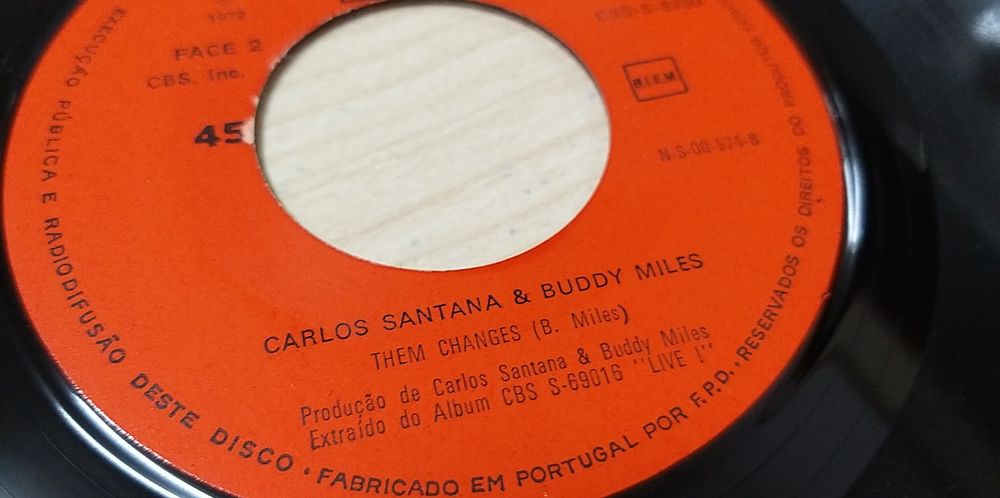 1972
FACE 2
CBS. Inc.
45
B.I.E.M
N-S-00-574-8
CARLOS SANTANA & BUDDY MILES
THEM CHANGES (B. Miles)
Produção de Carlos Santana & Buddy Miles
Extraído do Album CBS S-69016 "LIVE !"
EXECUÇÃO PÚBLICA E RADIODIFUSÃO DESTE DISCO • FABRICADO EM PORTUGAL POR F.P.D. • RESERVADOS OS DIREITOS DO PRODUTOR